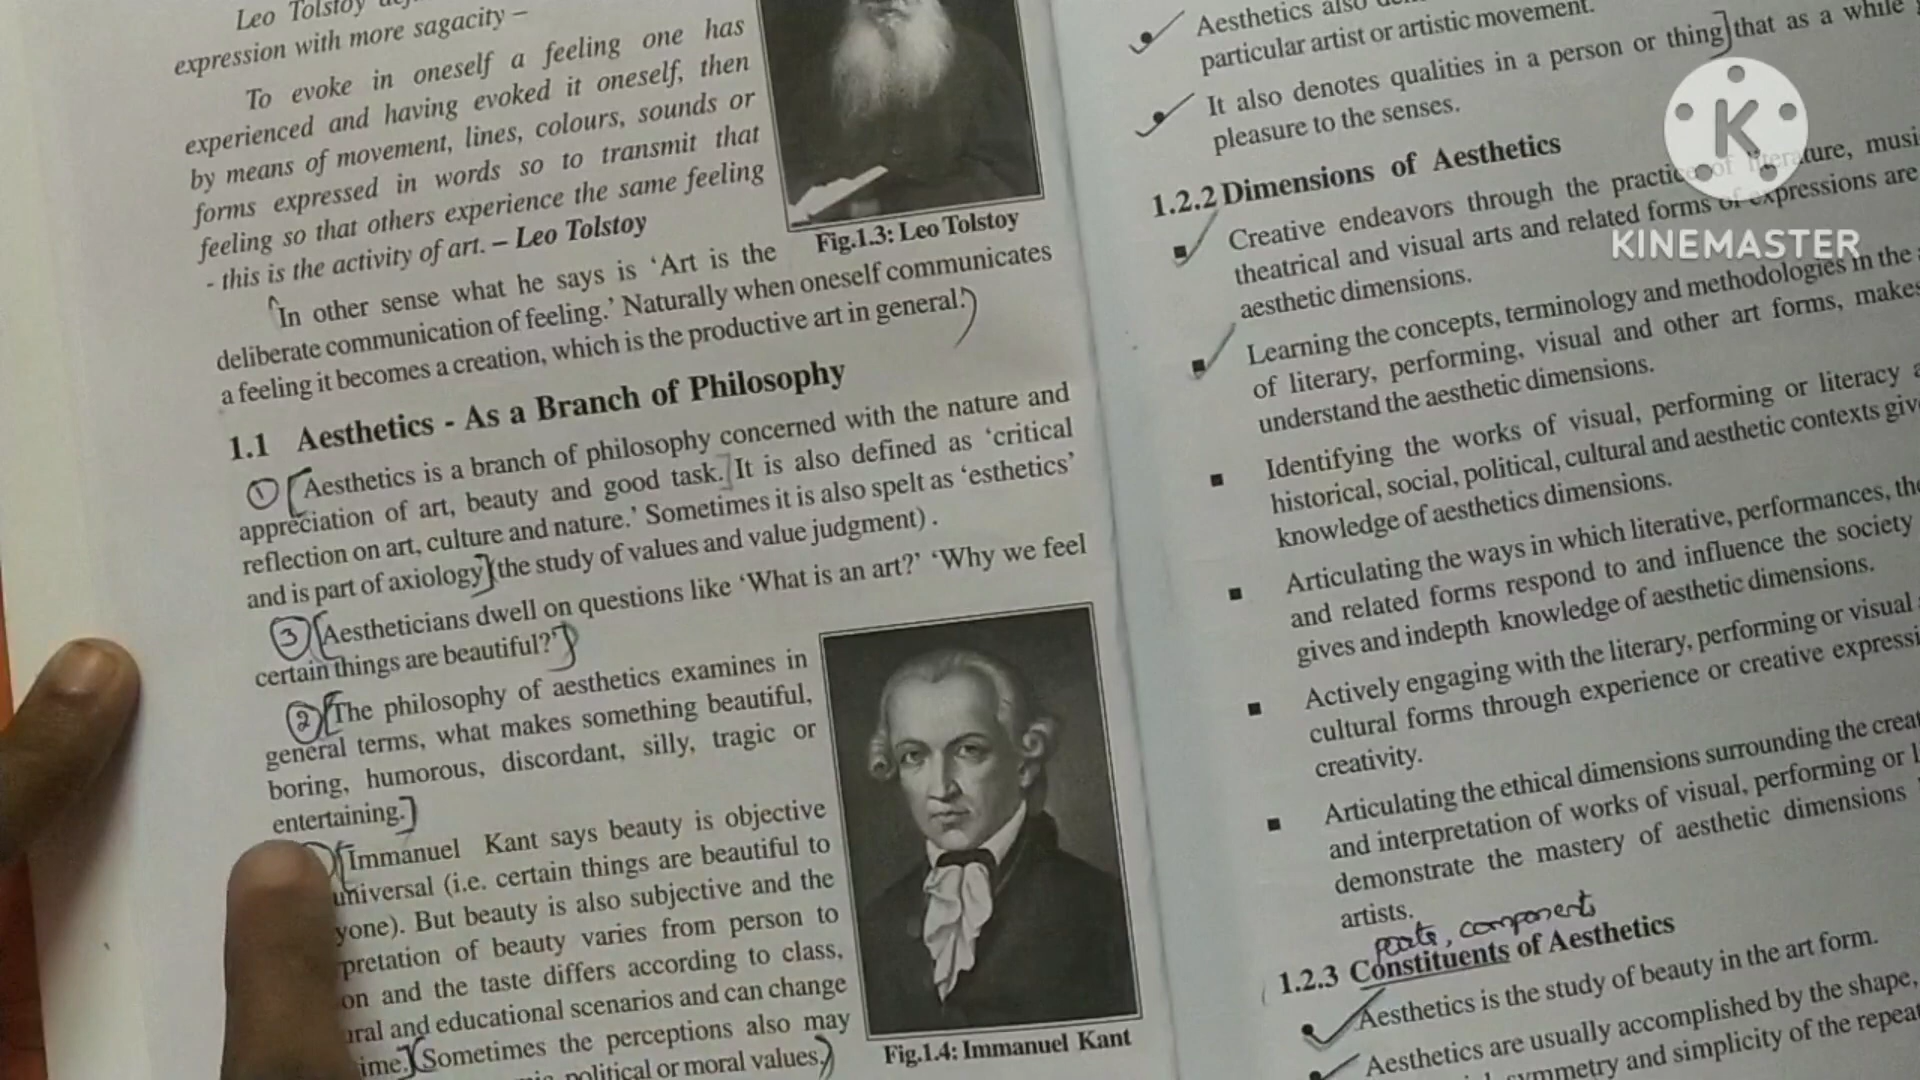 Leo Tolstoy
expression with more sagacity –
To evoke in oneself a feeling one has
experienced and having evoked it oneself, then
by means of movement, lines, colours, sounds or
forms expressed in words so to transmit that
feeling so that others experience the same feeling
- this is the activity of art. – Leo Tolstoy
Fig.1.3: Leo Tolstoy
In other sense what he says is ‘Art is the
deliberate communication of feeling.’ Naturally when oneself communicates
a feeling it becomes a creation, which is the productive art in general.
1.1 Aesthetics - As a Branch of Philosophy
1 Aesthetics is a branch of philosophy concerned with the nature and
appreciation of art, beauty and good task. It is also defined as ‘critical
reflection on art, culture and nature.’ Sometimes it is also spelt as ‘esthetics’
and is part of axiology (the study of values and value judgment) .
3 Aestheticians dwell on questions like ‘What is an art?’ ‘Why we feel
certain things are beautiful?’
2 The philosophy of aesthetics examines in
general terms, what makes something beautiful,
boring, humorous, discordant, silly, tragic or
entertaining.
Immanuel Kant says beauty is objective
universal (i.e. certain things are beautiful to
yone). But beauty is also subjective and the
pretation of beauty varies from person to
on and the taste differs according to class,
ural and educational scenarios and can change
ime. Sometimes the perceptions also may
political or moral values.
Fig.1.4: Immanuel Kant
Aesthetics also
particular artist or artistic movement.
It also denotes qualities in a person or thing that as a while
pleasure to the senses.
1.2.2 Dimensions of Aesthetics
Creative endeavors through the practice of literature, musi
theatrical and visual arts and related forms of expressions are
aesthetic dimensions.
Learning the concepts, terminology and methodologies in the
of literary, performing, visual and other art forms, makes
understand the aesthetic dimensions.
Identifying the works of visual, performing or literacy a
historical, social, political, cultural and aesthetic contexts give
knowledge of aesthetics dimensions.
Articulating the ways in which literative, performances, the
and related forms respond to and influence the society
gives and indepth knowledge of aesthetic dimensions.
Actively engaging with the literary, performing or visual
cultural forms through experience or creative expressi
creativity.
Articulating the ethical dimensions surrounding the creat
and interpretation of works of visual, performing or l
demonstrate the mastery of aesthetic dimensions
artists.
parts, components
1.2.3 Constituents of Aesthetics
Aesthetics is the study of beauty in the art form.
Aesthetics are usually accomplished by the shape,
symmetry and simplicity of the repeat
K
KINEMASTER